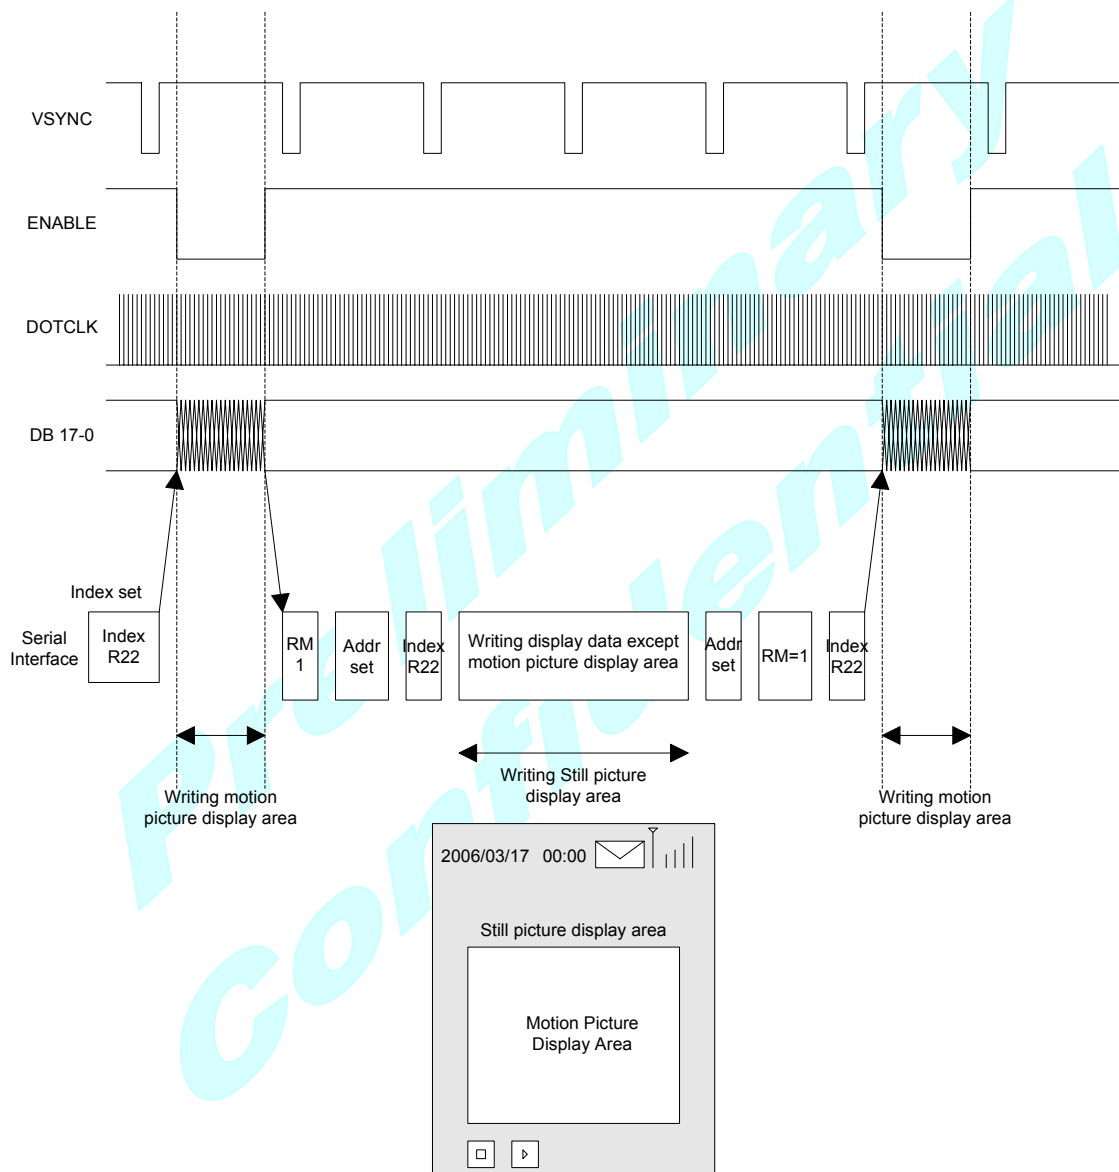 VSYNC
ENABLE
DOTCLK
DB 17-0
Index set
Serial
Interface
Index
R22
RM
1
Addr
set
Index
R22
Writing display data except
motion picture display area
Addr
set
RM=1
Index
R22
Writing motion
picture display area
Writing Still picture
display area
Writing motion
picture display area
2006/03/17 00:00
Still picture display area
Motion Picture
Display Area
Preliminary
Confidential